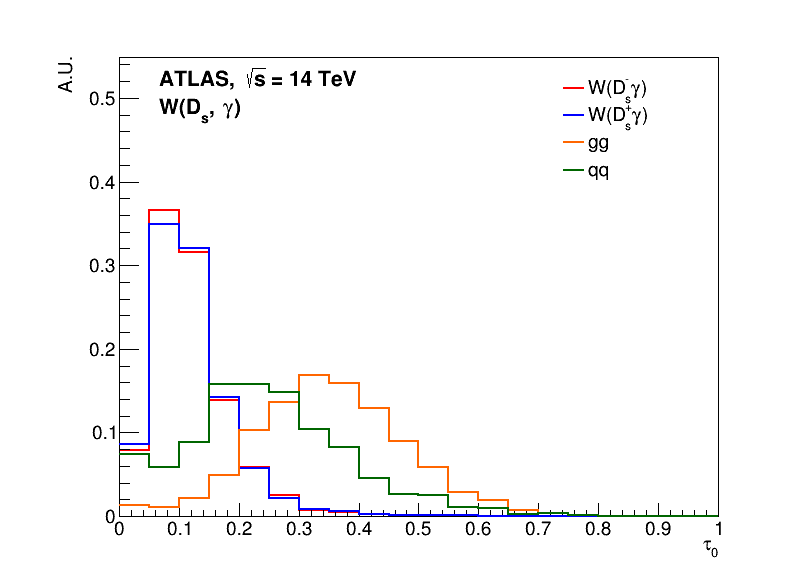 A.U.
ATLAS, √s = 14 TeV
W(Dₛ, γ)
W(Dₛ⁻γ)
W(Dₛ⁺γ)
gg
qq
0.5
0.4
0.3
0.2
0.1
0
0 0.1 0.2 0.3 0.4 0.5 0.6 0.7 0.8 0.9 1
τ₀